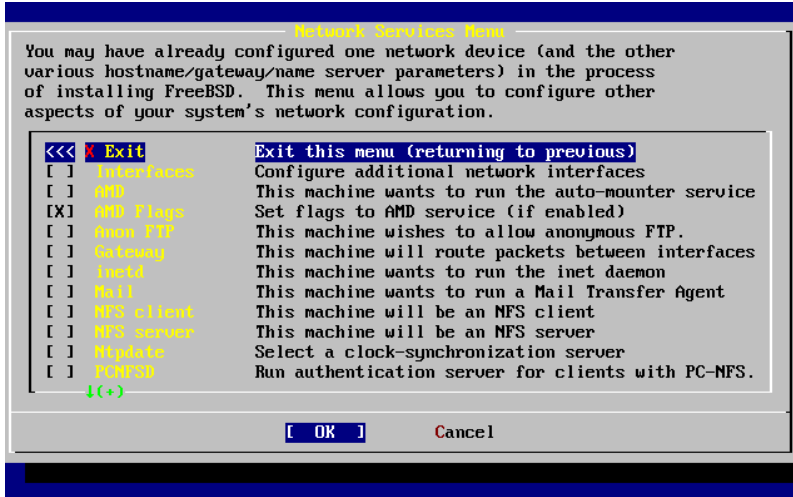 Network Services Menu
You may have already configured one network device (and the other
various hostname/gateway/name server parameters) in the process
of installing FreeBSD.  This menu allows you to configure other
aspects of your system's network configuration.
<<< X Exit Exit this menu (returning to previous)
[ ] Interfaces Configure additional network interfaces
[ ] AMD This machine wants to run the auto-mounter service
[X] AMD Flags Set flags to AMD service (if enabled)
[ ] Anon FTP This machine wishes to allow anonymous FTP.
[ ] Gateway This machine will route packets between interfaces
[ ] inetd This machine wants to run the inet daemon
[ ] Mail This machine wants to run a Mail Transfer Agent
[ ] NFS client This machine will be an NFS client
[ ] NFS server This machine will be an NFS server
[ ] Ntpdate Select a clock-synchronization server
[ ] PCNFSD Run authentication server for clients with PC-NFS.
↓(+)
[ OK ] Cancel